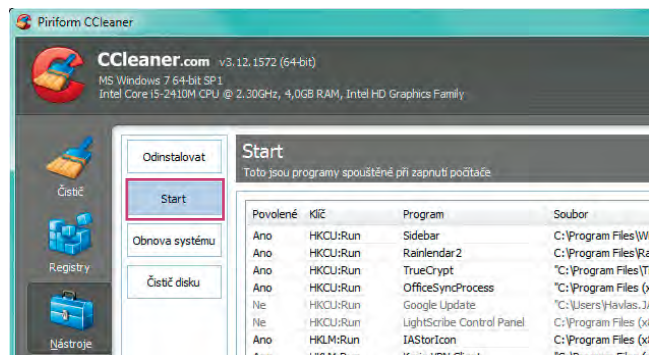 Piriform CCleaner
CCleaner.com v3.12.1572 (64-bit)
MS Windows 7 64-bit SP1
Intel Core i5-2410M CPU @ 2.30GHz, 4,0GB RAM, Intel HD Graphics Family
Čistič
Registry
Nástroje
Odinstalovat
Start
Obnova systému
Čistič disku
Start
Toto jsou programy spouštěné při zapnutí počítače
Povolené Klíč Program Soubor
Ano HKCU:Run Sidebar C:\Program Files\W
Ano HKCU:Run Rainlendar2 C:\Program Files\Ra
Ano HKCU:Run TrueCrypt "C:\Program Files\T
Ano HKCU:Run OfficeSyncProcess "C:\Program Files (x
Ne HKCU:Run Google Update "C:\Users\Havlas.JA
Ne HKCU:Run LightScribe Control Panel C:\Program Files (x
Ano HKLM:Run IAStorIcon C:\Program Files (x